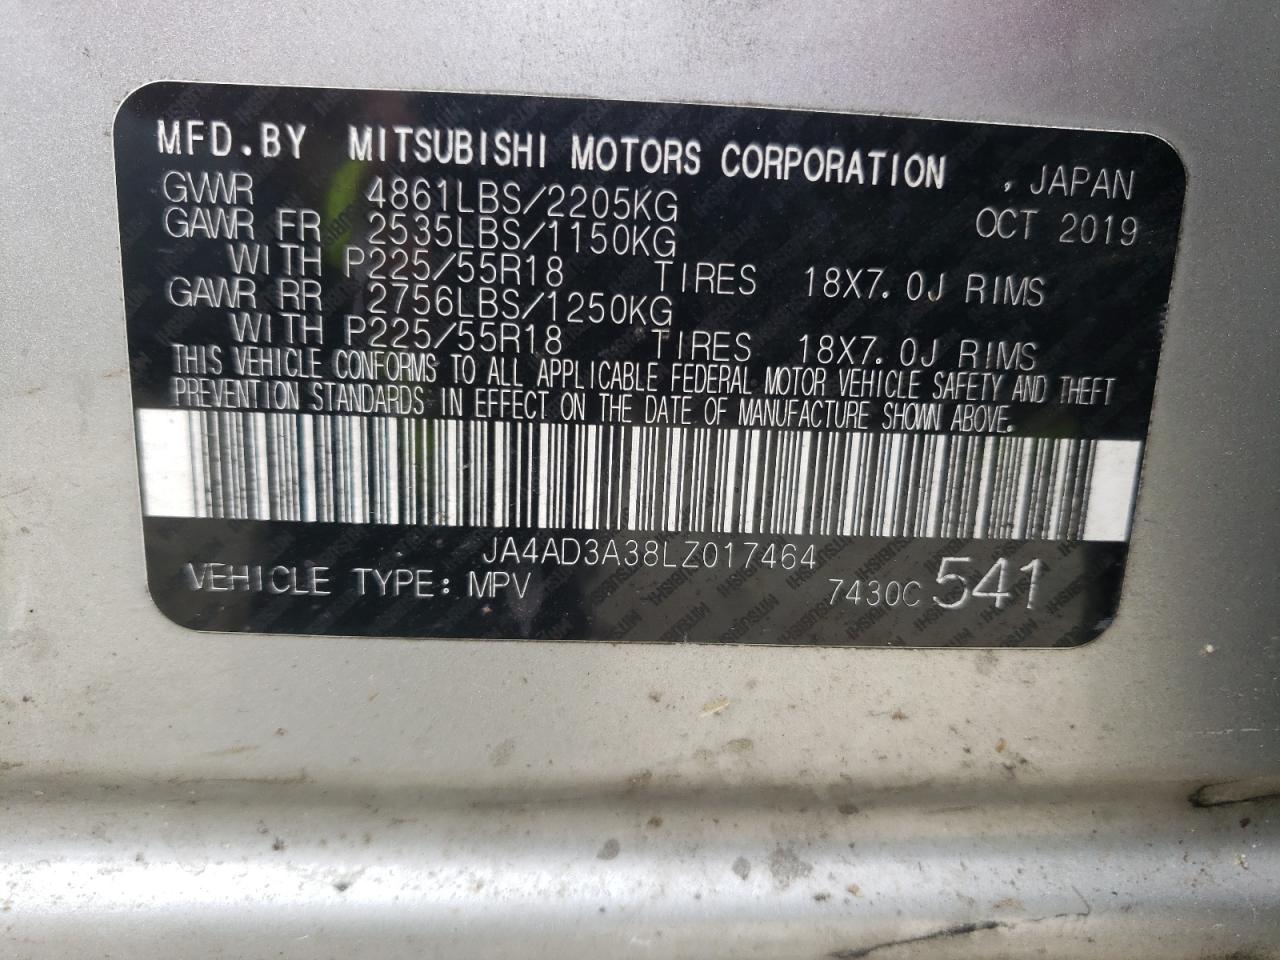 MFD.BY MITSUBISHI MOTORS CORPORATION , JAPAN
GVWR 4861LBS/2205KG OCT 2019
GAWR FR 2535LBS/1150KG
WITH P225/55R18 TIRES 18X7.0J RIMS
GAWR RR 2756LBS/1250KG
WITH P225/55R18 TIRES 18X7.0J RIMS
THIS VEHICLE CONFORMS TO ALL APPLICABLE FEDERAL MOTOR VEHICLE SAFETY AND THEFT
PREVENTION STANDARDS IN EFFECT ON THE DATE OF MANUFACTURE SHOWN ABOVE.
JA4AD3A38LZ017464
VEHICLE TYPE: MPV 7430C 541